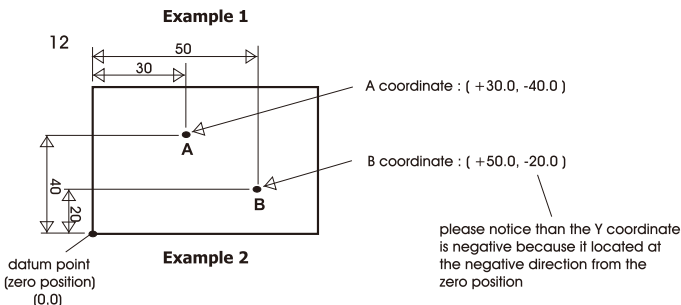 Example 1
12
50
30
A coordinate : ( +30.0, -40.0 )
A
B coordinate : ( +50.0, -20.0 )
40
20
B
please notice than the Y coordinate
is negative because it located at
the negative direction from the
zero position
Example 2
datum point
(zero position)
(0.0)